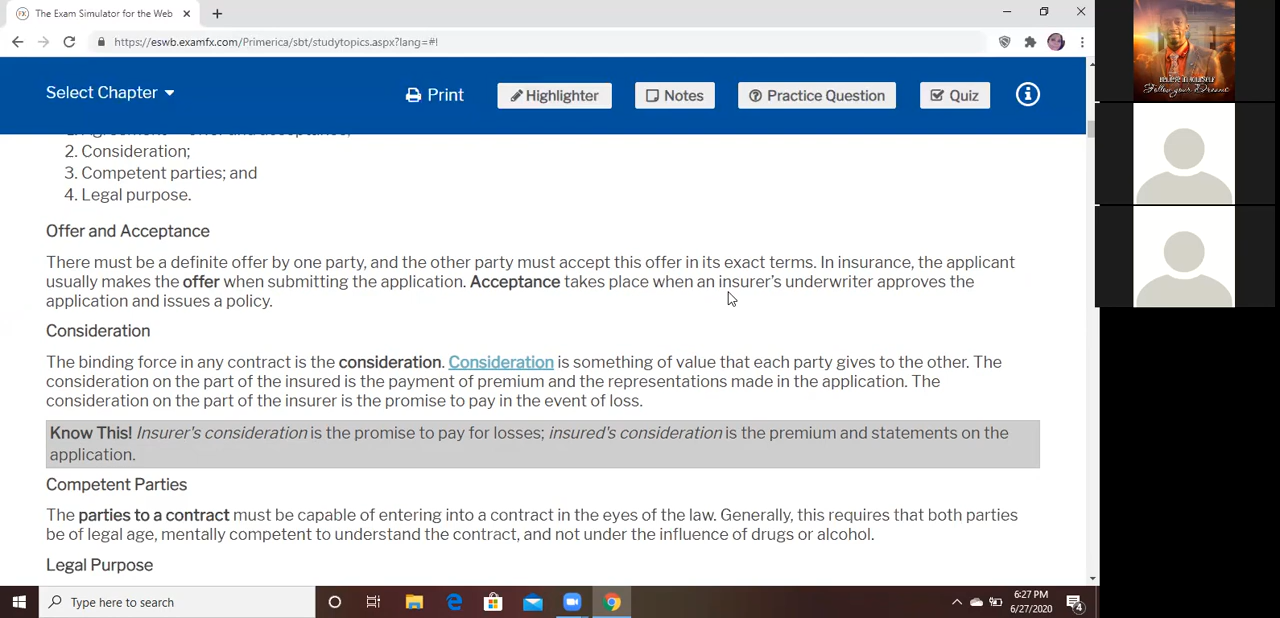 The Exam Simulator for the Web
https://eswb.examfx.com/Primerica/sbt/studytopics.aspx?lang=#!
Select Chapter
Print
Highlighter
Notes
Practice Question
Quiz
1. Agreement – offer and acceptance;
2. Consideration;
3. Competent parties; and
4. Legal purpose.
Offer and Acceptance
There must be a definite offer by one party, and the other party must accept this offer in its exact terms. In insurance, the applicant
usually makes the offer when submitting the application. Acceptance takes place when an insurer's underwriter approves the
application and issues a policy.
Consideration
The binding force in any contract is the consideration. Consideration is something of value that each party gives to the other. The
consideration on the part of the insured is the payment of premium and the representations made in the application. The
consideration on the part of the insurer is the promise to pay in the event of loss.
Know This! Insurer's consideration is the promise to pay for losses; insured's consideration is the premium and statements on the
application.
Competent Parties
The parties to a contract must be capable of entering into a contract in the eyes of the law. Generally, this requires that both parties
be of legal age, mentally competent to understand the contract, and not under the influence of drugs or alcohol.
Legal Purpose
Type here to search
6:27 PM
6/27/2020
4
Follow your Dreams